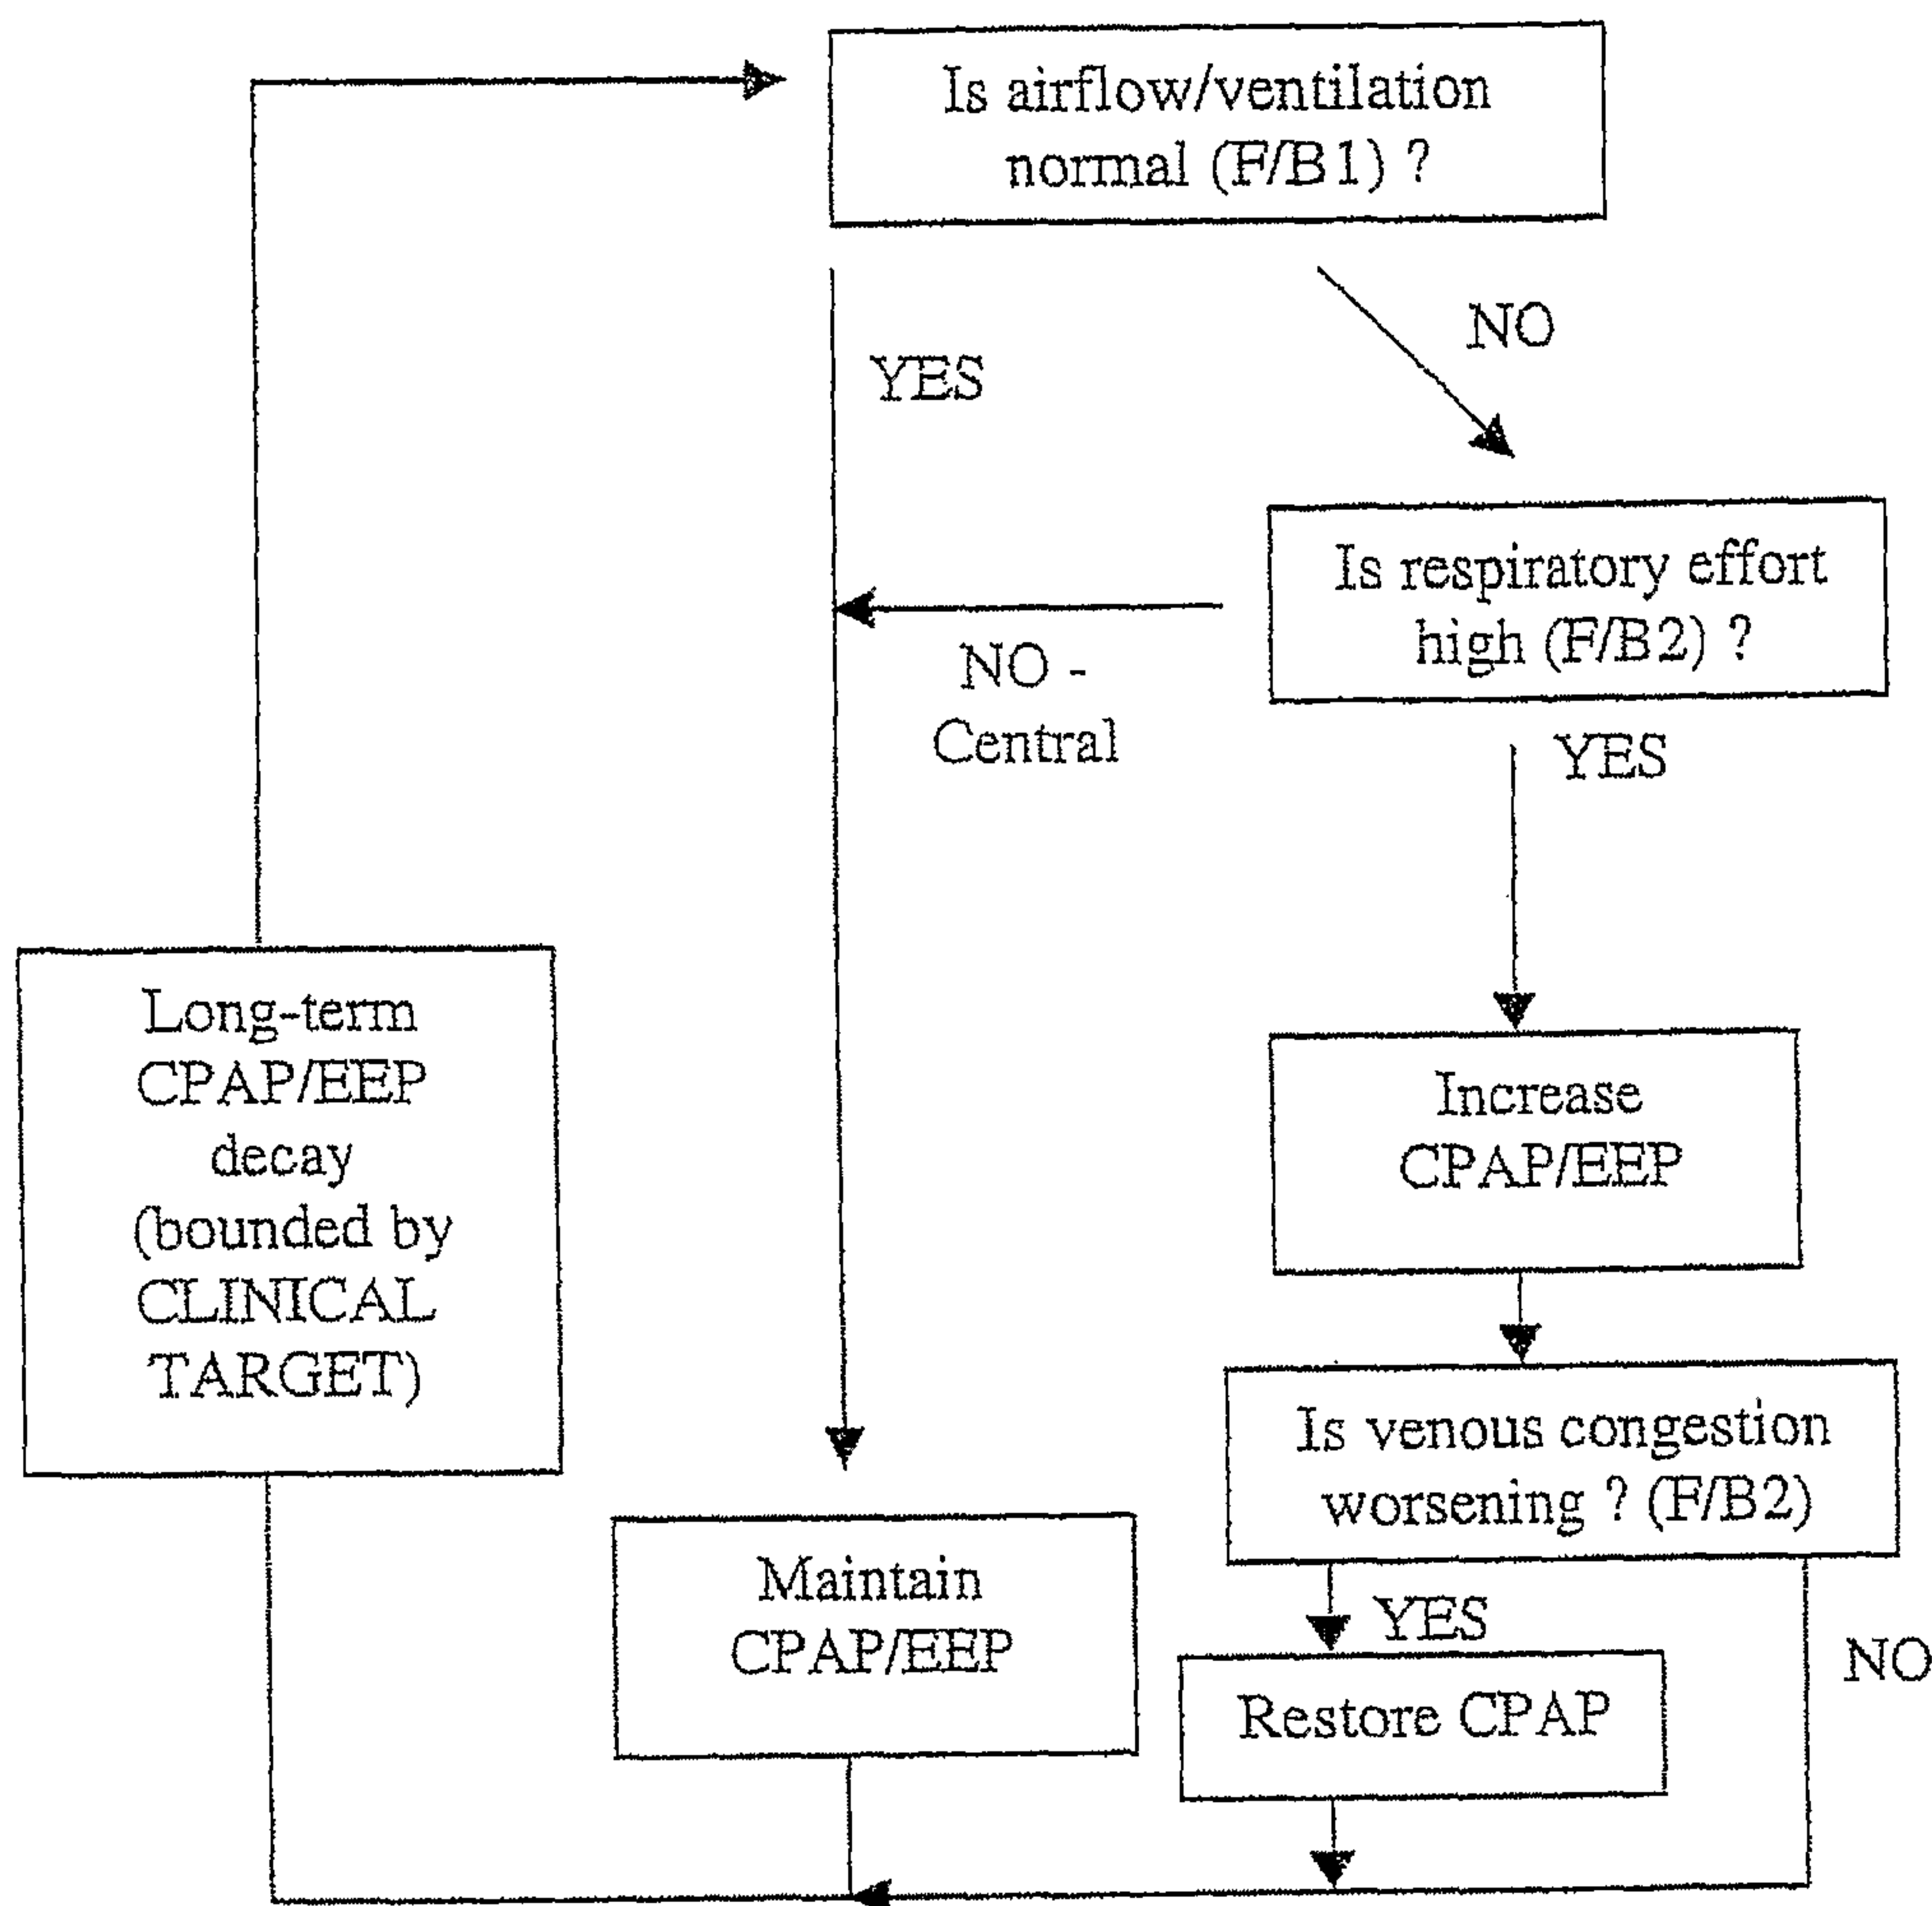 Is airflow/ventilation
normal (F/B1) ?
YES
NO
Is respiratory effort
high (F/B2) ?
NO -
Central
YES
Long-term
CPAP/EEP
decay
(bounded by
CLINICAL
TARGET)
Increase
CPAP/EEP
Is venous congestion
worsening ? (F/B2)
Maintain
CPAP/EEP
YES
NO
Restore CPAP